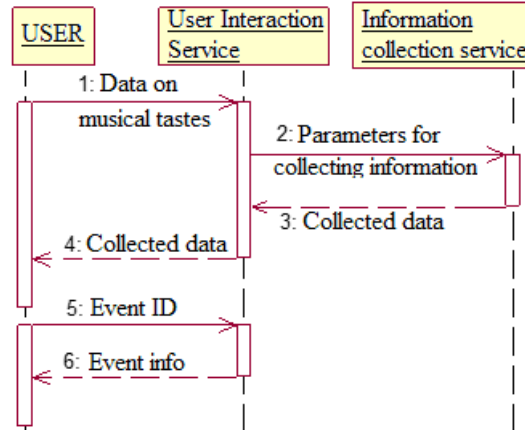 USER
User Interaction
Service
Information
collection service
1: Data on
musical tastes
2: Parameters for
collecting information
3: Collected data
4: Collected data
5: Event ID
6: Event info